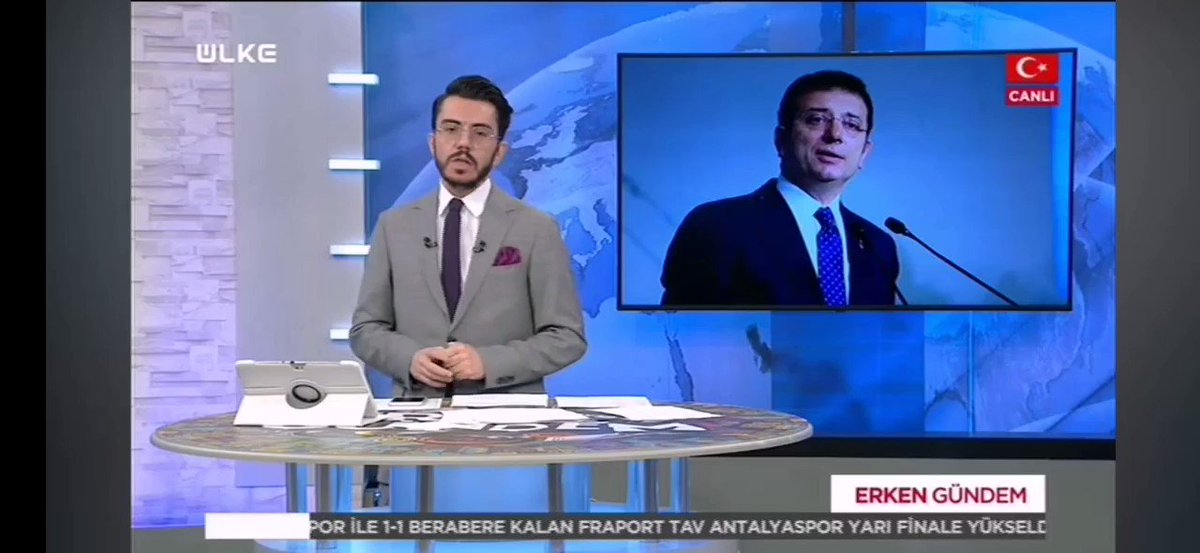 ÜLKE
CANLI
ERKEN GÜNDEM
POR İLE 1-1 BERABERE KALAN FRAPORT TAV ANTALYASPOR YARI FİNALE YÜKSELD